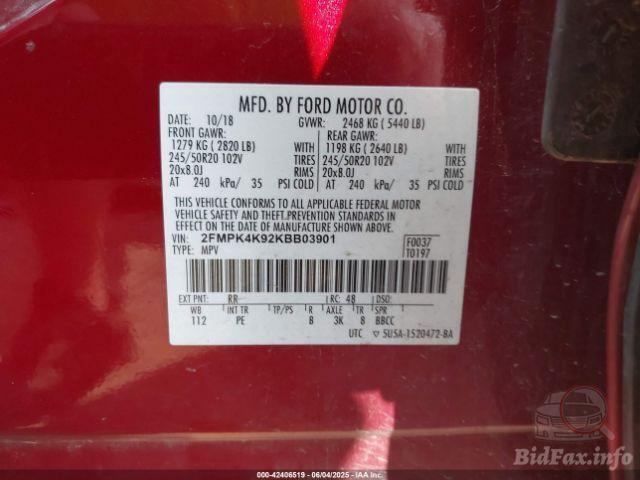 MFD. BY FORD MOTOR CO.
DATE: 10/18 GVWR: 2468 KG ( 5440 LB)
FRONT GAWR: REAR GAWR:
1279 KG ( 2820 LB) WITH 1198 KG ( 2640 LB) WITH
245/50R20 102V TIRES 245/50R20 102V TIRES
20x8.0J RIMS 20x8.0J RIMS
AT 240 kPa/ 35 PSI COLD AT 240 kPa/ 35 PSI COLD
THIS VEHICLE CONFORMS TO ALL APPLICABLE FEDERAL MOTOR
VEHICLE SAFETY AND THEFT PREVENTION STANDARDS IN
EFFECT ON THE DATE OF MANUFACTURE SHOWN ABOVE.
VIN: 2FMPK4K92KBB03901 F0037
TYPE: MPV T0197
EXT PNT: RR RC: 48 DSO:
WB INT TR TP/PS R AXLE TR SPR
112 PE B 3K 8 BBCC
UTC ▽ 5U5A-1520472-BA
BidFax.info
000-42406519 | 06/04/2025 - IAA Inc.